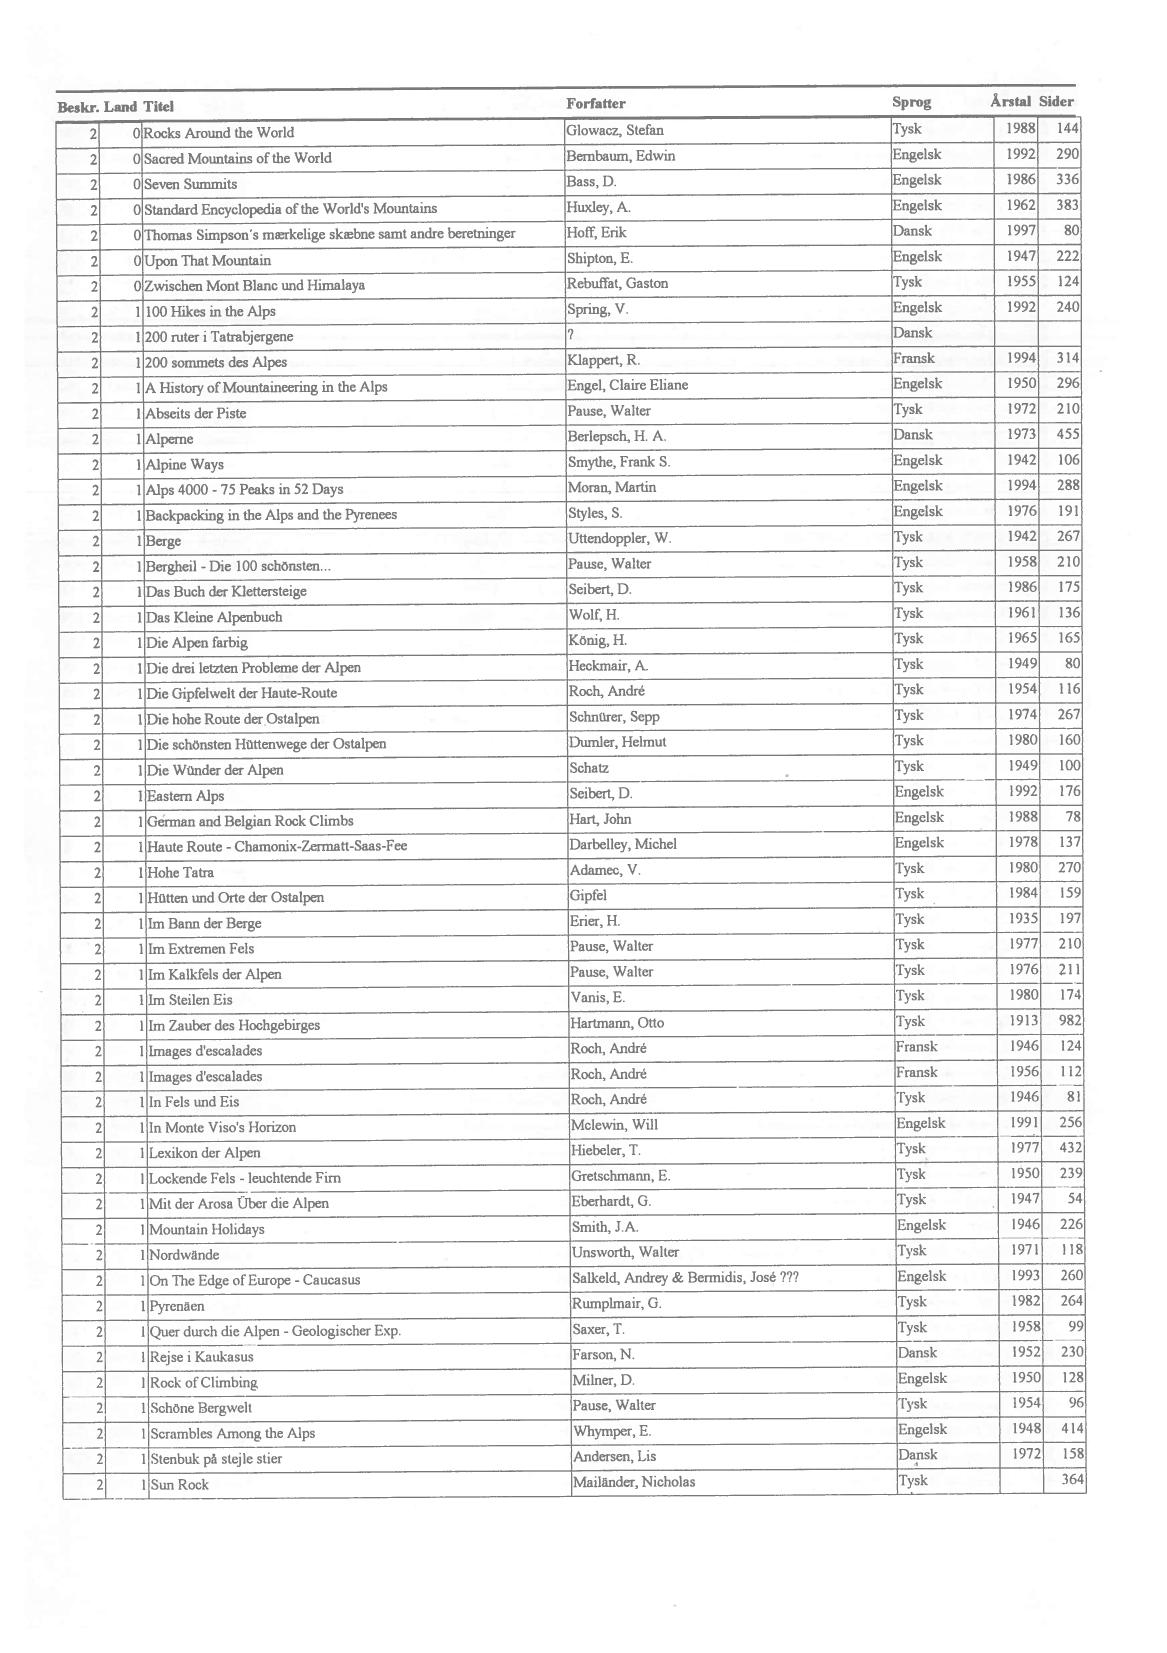 Beskr. Land Titel Forfatter Sprog Årstal Sider
2 0 Rocks Around the World Glowacz, Stefan Tysk 1988 144
2 0 Sacred Mountains of the World Bernbaum, Edwin Engelsk 1992 290
2 0 Seven Summits Bass, D. Engelsk 1986 336
2 0 Standard Encyclopedia of the World's Mountains Huxley, A. Engelsk 1962 383
2 0 Thomas Simpson's mærkelige skæbne samt andre beretninger Hoff, Erik Dansk 1997 80
2 0 Upon That Mountain Shipton, E. Engelsk 1947 222
2 0 Zwischen Mont Blanc und Himalaya Rebuffat, Gaston Tysk 1955 124
2 1 100 Hikes in the Alps Spring, V. Engelsk 1992 240
2 1 200 ruter i Tatrabjergene ? Dansk
2 1 200 sommets des Alpes Klappert, R. Fransk 1994 314
2 1 A History of Mountaineering in the Alps Engel, Claire Eliane Engelsk 1950 296
2 1 Abseits der Piste Pause, Walter Tysk 1972 210
2 1 Alperne Berlepsch, H. A. Dansk 1973 455
2 1 Alpine Ways Smythe, Frank S. Engelsk 1942 106
2 1 Alps 4000 - 75 Peaks in 52 Days Moran, Martin Engelsk 1994 288
2 1 Backpacking in the Alps and the Pyrenees Styles, S. Engelsk 1976 191
2 1 Berge Uttendoppler, W. Tysk 1942 267
2 1 Bergheil - Die 100 schönsten... Pause, Walter Tysk 1958 210
2 1 Das Buch der Klettersteige Seibert, D. Tysk 1986 175
2 1 Das Kleine Alpenbuch Wolf, H. Tysk 1961 136
2 1 Die Alpen farbig König, H. Tysk 1965 165
2 1 Die drei letzten Probleme der Alpen Heckmair, A. Tysk 1949 80
2 1 Die Gipfelwelt der Haute-Route Roch, André Tysk 1954 116
2 1 Die hohe Route der Ostalpen Schnürer, Sepp Tysk 1974 267
2 1 Die schönsten Hüttenwege der Ostalpen Dumler, Helmut Tysk 1980 160
2 1 Die Wünder der Alpen Schatz Tysk 1949 100
2 1 Eastern Alps Seibert, D. Engelsk 1992 176
2 1 German and Belgian Rock Climbs Hart, John Engelsk 1988 78
2 1 Haute Route - Chamonix-Zermatt-Saas-Fee Darbelley, Michel Engelsk 1978 137
2 1 Hohe Tatra Adamec, V. Tysk 1980 270
2 1 Hütten und Orte der Ostalpen Gipfel Tysk 1984 159
2 1 Im Bann der Berge Erier, H. Tysk 1935 197
2 1 Im Extremen Fels Pause, Walter Tysk 1977 210
2 1 Im Kalkfels der Alpen Pause, Walter Tysk 1976 211
2 1 Im Steilen Eis Vanis, E. Tysk 1980 174
2 1 Im Zauber des Hochgebirges Hartmann, Otto Tysk 1913 982
2 1 Images d'escalades Roch, André Fransk 1946 124
2 1 Images d'escalades Roch, André Fransk 1956 112
2 1 In Fels und Eis Roch, André Tysk 1946 81
2 1 In Monte Viso's Horizon Mclewin, Will Engelsk 1991 256
2 1 Lexikon der Alpen Hiebeler, T. Tysk 1977 432
2 1 Lockende Fels - leuchtende Firn Gretschmann, E. Tysk 1950 239
2 1 Mit der Arosa Über die Alpen Eberhardt, G. Tysk 1947 54
2 1 Mountain Holidays Smith, J.A. Engelsk 1946 226
2 1 Nordwände Unsworth, Walter Tysk 1971 118
2 1 On The Edge of Europe - Caucasus Salkeld, Andrey & Bermidis, José ??? Engelsk 1993 260
2 1 Pyrenäen Rumplmair, G. Tysk 1982 264
2 1 Quer durch die Alpen - Geologischer Exp. Saxer, T. Tysk 1958 99
2 1 Rejse i Kaukasus Farson, N. Dansk 1952 230
2 1 Rock of Climbing Milner, D. Engelsk 1950 128
2 1 Schöne Bergwelt Pause, Walter Tysk 1954 96
2 1 Scrambles Among the Alps Whymper, E. Engelsk 1948 414
2 1 Stenbuk på stejle stier Andersen, Lis Dansk 1972 158
2 1 Sun Rock Mailänder, Nicholas Tysk 364